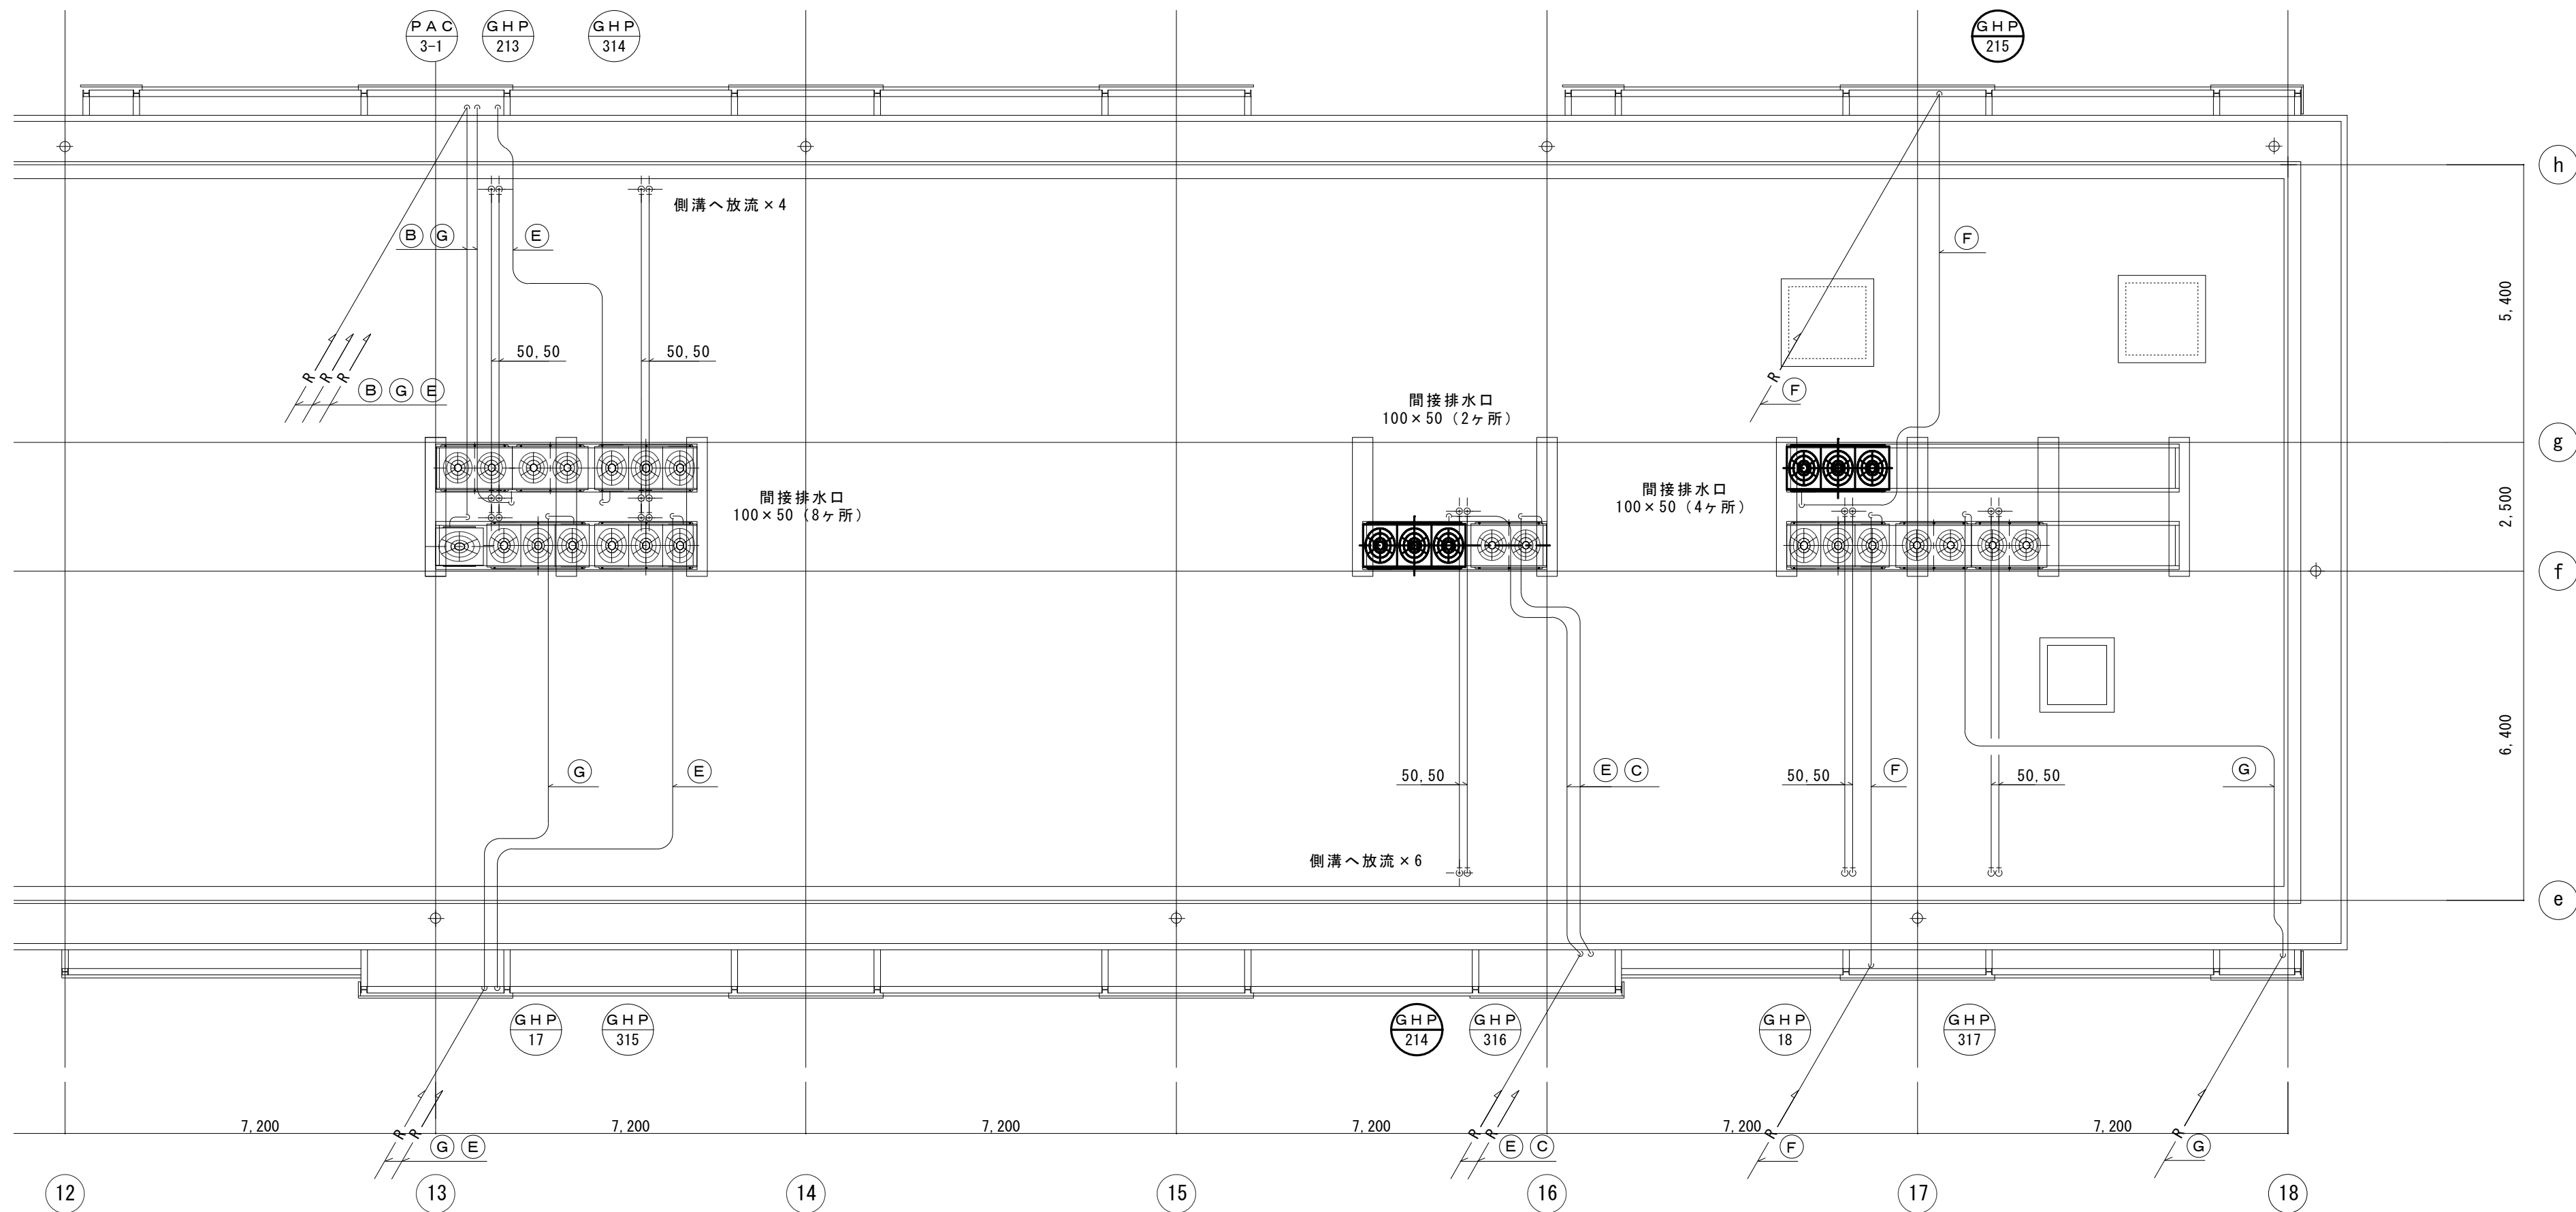 PAC
3-1
GHP
213
GHP
314
GHP
215
h
側溝へ放流×4
B G
E
F
5,400
50,50
50,50
R
R
R
B G E
R
F
間接排水口
100×50（2ヶ所）
g
間接排水口
100×50（8ヶ所）
間接排水口
100×50（4ヶ所）
2,500
f
6,400
G
E
50,50
E C
50,50
F
50,50
G
側溝へ放流×6
e
GHP
17
GHP
315
GHP
214
GHP
316
GHP
18
GHP
317
7,200
7,200
7,200
7,200
7,200
7,200
R
R
G E
R
R
E C
R
F
R
G
12
13
14
15
16
17
18